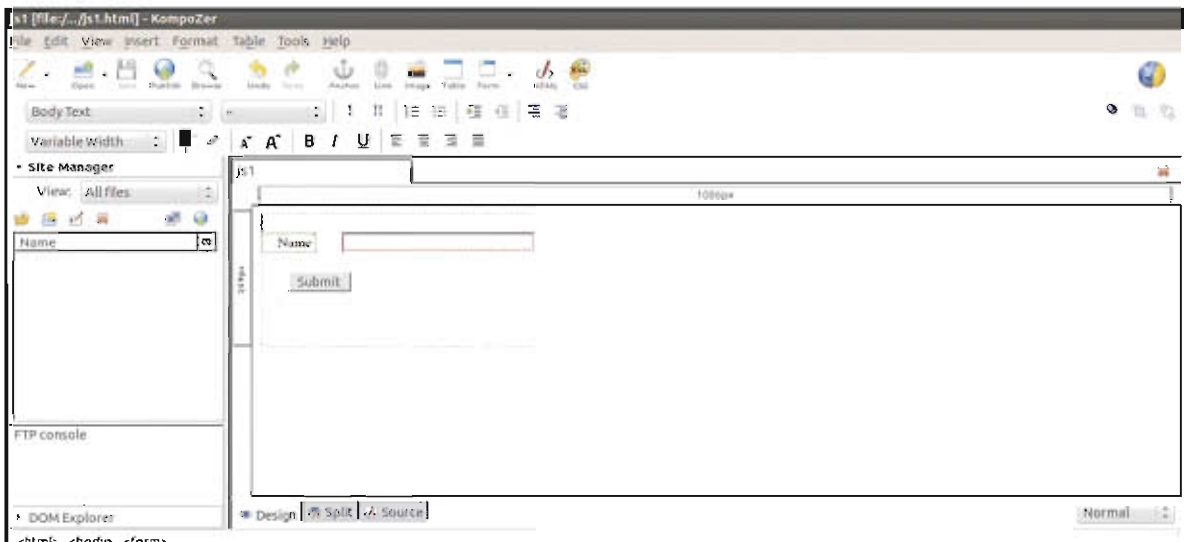 js1 [file:/.../js1.html] - KompoZer
File Edit View Insert Format Table Tools Help
New Open Save Publish Browse Undo Redo Anchor Link Image Table Form HTML CSS
Body Text
Variable Width A A B I U
Site Manager js1
View: All files
Name
Name
Submit
FTP console
DOM Explorer Design Split Source Normal
<html> <body> <form>